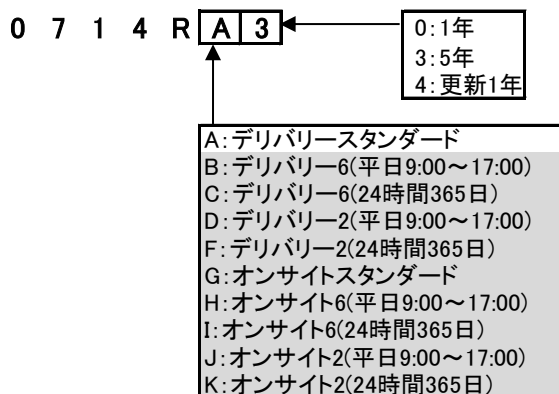 0 7 1 4 R A 3
0:1年
3:5年
4:更新1年
A:デリバリースタンダード
B:デリバリー6(平日9:00～17:00)
C:デリバリー6(24時間365日)
D:デリバリー2(平日9:00～17:00)
F:デリバリー2(24時間365日)
G:オンサイトスタンダード
H:オンサイト6(平日9:00～17:00)
I:オンサイト6(24時間365日)
J:オンサイト2(平日9:00～17:00)
K:オンサイト2(24時間365日)